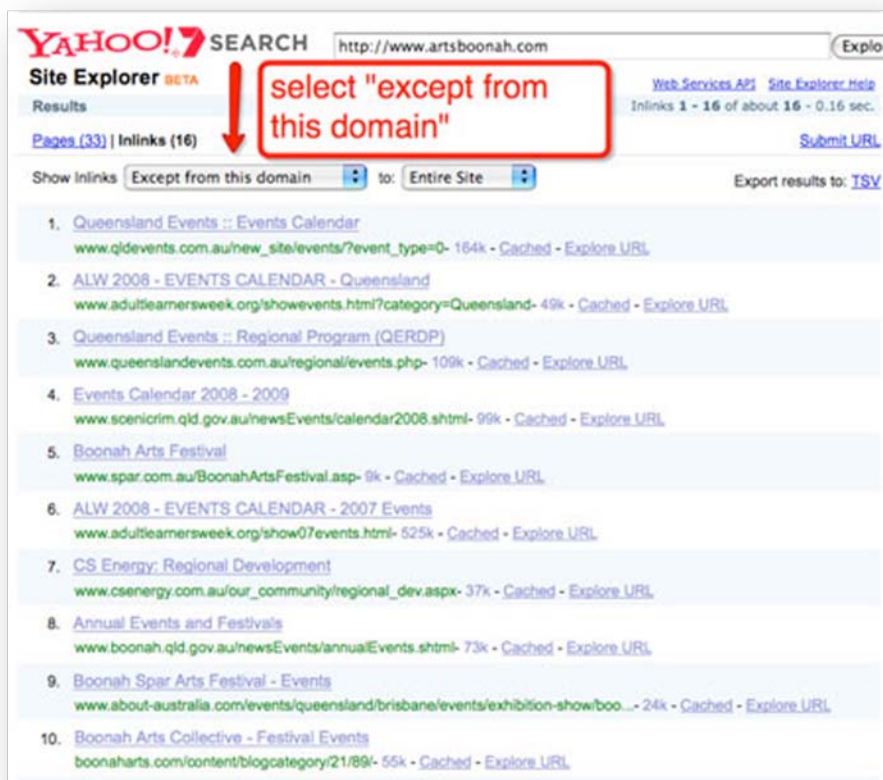 YAHOO!7 SEARCH http://www.artsboonah.com Explo
Site Explorer BETA
select "except from
this domain"
Web Services API Site Explorer Help
Results
Inlinks 1 - 16 of about 16 - 0.16 sec.
Pages (33) | Inlinks (16)
Submit URL
Show Inlinks Except from this domain to: Entire Site Export results to: TSV
1. Queensland Events :: Events Calendar
www.qldevents.com.au/new_site/events/?event_type=0- 164k - Cached - Explore URL
2. ALW 2008 - EVENTS CALENDAR - Queensland
www.adultlearnersweek.org/showevents.html?category=Queensland- 49k - Cached - Explore URL
3. Queensland Events :: Regional Program (QERDP)
www.queenslandevents.com.au/regional/events.php- 109k - Cached - Explore URL
4. Events Calendar 2008 - 2009
www.scenicrim.qld.gov.au/newsEvents/calendar2008.shtml- 99k - Cached - Explore URL
5. Boonah Arts Festival
www.spar.com.au/BoonahArtsFestival.asp- 9k - Cached - Explore URL
6. ALW 2008 - EVENTS CALENDAR - 2007 Events
www.adultlearnersweek.org/show07events.html- 525k - Cached - Explore URL
7. CS Energy: Regional Development
www.csenergy.com.au/our_community/regional_dev.aspx- 37k - Cached - Explore URL
8. Annual Events and Festivals
www.boonah.qld.gov.au/newsEvents/annualEvents.shtml- 73k - Cached - Explore URL
9. Boonah Spar Arts Festival - Events
www.about-australia.com/events/queensland/brisbane/events/exhibition-show/boo...- 24k - Cached - Explore URL
10. Boonah Arts Collective - Festival Events
boonaharts.com/content/blogcategory/21/89/- 55k - Cached - Explore URL